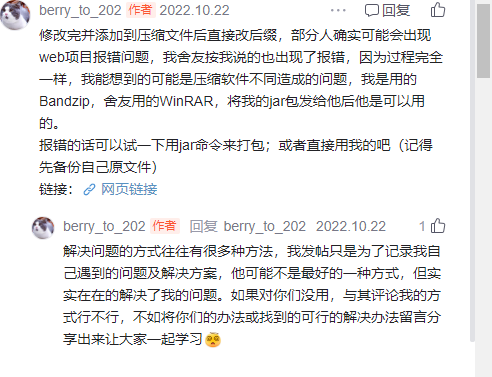 berry_to_202 作者 2022.10.22 ··· 回复
修改完并添加到压缩文件后直接改后缀，部分人确实可能会出现
web项目报错问题，我舍友按我说的也出现了报错，因为过程完全
一样，我能想到的可能是压缩软件不同造成的问题，我是用的
Bandzip，舍友用的WinRAR，将我的jar包发给他后他是可以用
的。
报错的话可以试一下用jar命令来打包；或者直接用我的吧（记得
先备份自己原文件）
链接： 网页链接
berry_to_202 作者 回复 berry_to_202 2022.10.22 1
解决问题的方式往往有很多种方法，我发帖只是为了记录我自
己遇到的问题及解决方案，他可能不是最好的一种方式，但实
实在在的解决了我的问题。如果对你们没用，与其评论我的方
式行不行，不如将你们的办法或找到的可行的解决办法留言分
享出来让大家一起学习